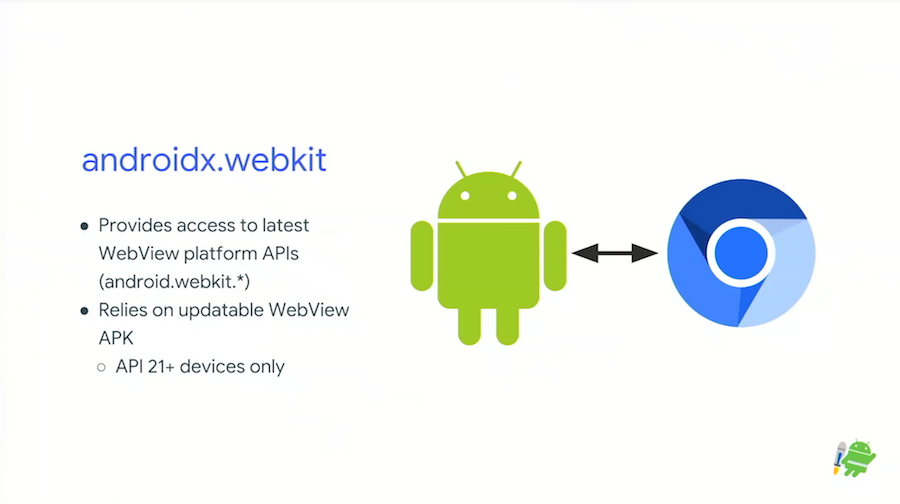 androidx.webkit
● Provides access to latest
WebView platform APIs
(android.webkit.*)
● Relies on updatable WebView
APK
○ API 21+ devices only